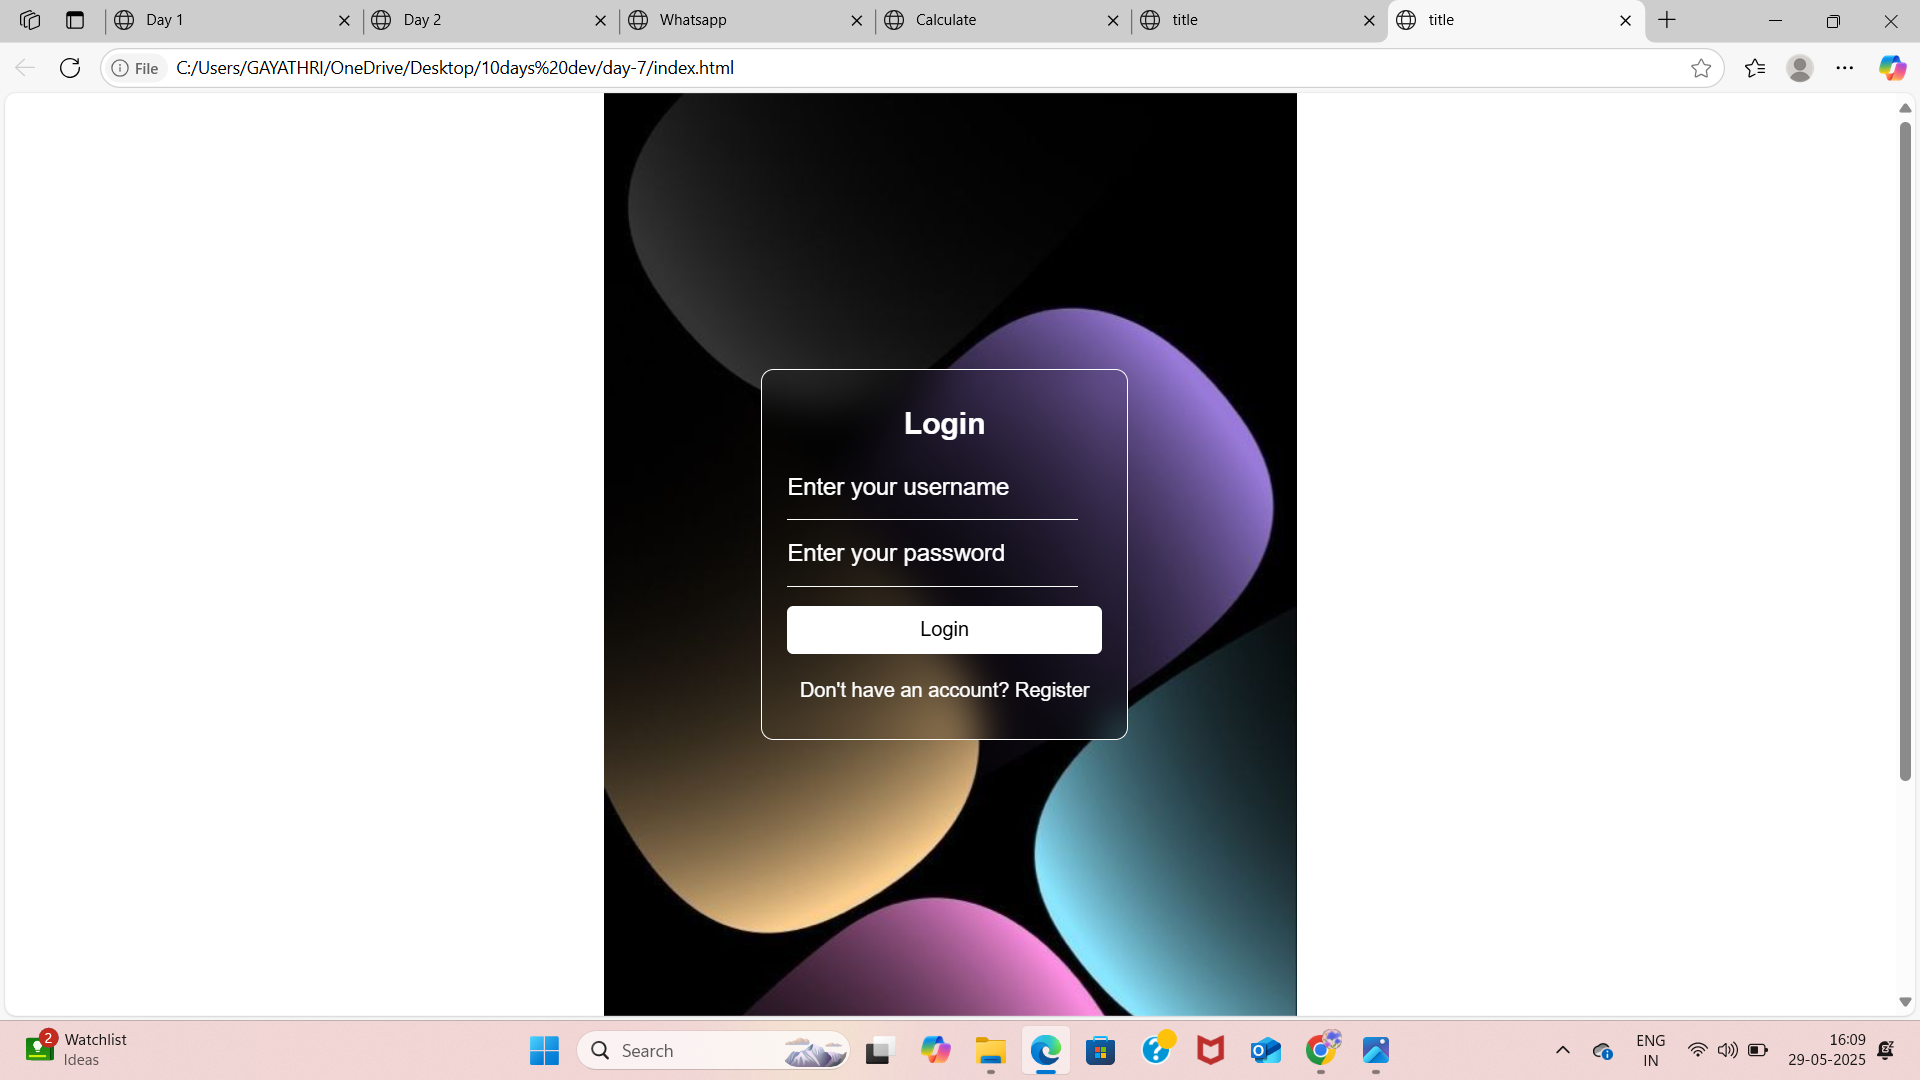 Day 1
Day 2
Whatsapp
Calculate
title
title
File
C:/Users/GAYATHRI/OneDrive/Desktop/10days%20dev/day-7/index.html
Login
Enter your username
Enter your password
Login
Don't have an account? Register
2
Watchlist
Ideas
Search
ENG
IN
16:09
29-05-2025